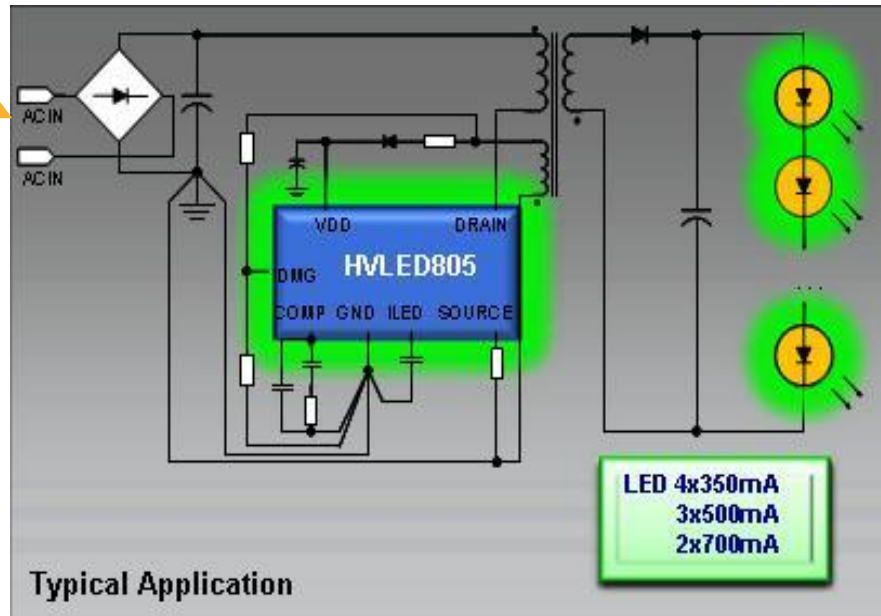 AC IN
AC IN
VDD
DRAIN
HVLED805
DMG
COMP GND ILED SOURCE
...
LED 4x350mA
3x500mA
2x700mA
Typical Application